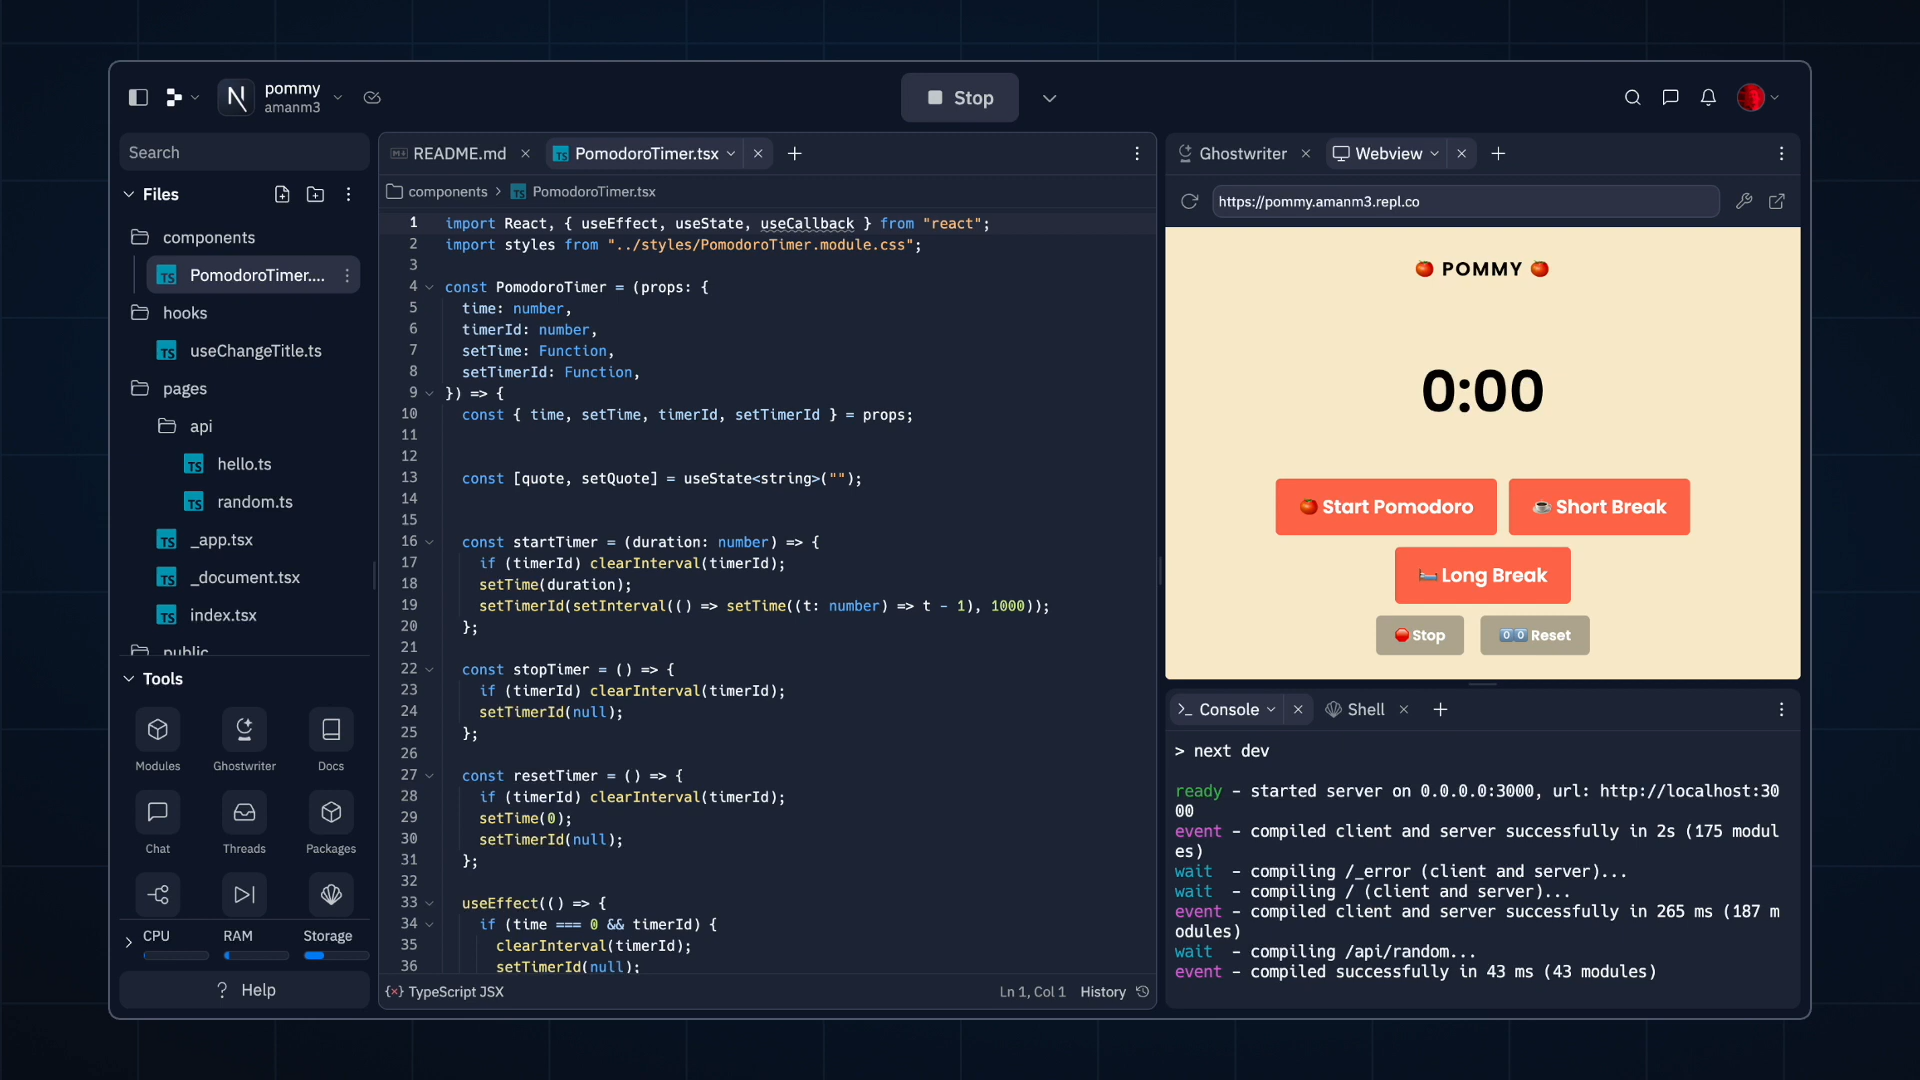 pommy
amanm3
Stop
Search
Files
components
PomodoroTimer....
hooks
useChangeTitle.ts
pages
api
hello.ts
random.ts
_app.tsx
_document.tsx
index.tsx
public
Tools
Modules
Ghostwriter
Docs
Chat
Threads
Packages
CPU
RAM
Storage
? Help
README.md
PomodoroTimer.tsx
components > PomodoroTimer.tsx
1 import React, { useEffect, useState, useCallback } from "react";
2 import styles from "../styles/PomodoroTimer.module.css";
3
4 const PomodoroTimer = (props: {
5 time: number,
6 timerId: number,
7 setTime: Function,
8 setTimerId: Function,
9 }) => {
10 const { time, setTime, timerId, setTimerId } = props;
11
12
13 const [quote, setQuote] = useState<string>("");
14
15
16 const startTimer = (duration: number) => {
17 if (timerId) clearInterval(timerId);
18 setTime(duration);
19 setTimerId(setInterval(() => setTime((t: number) => t - 1), 1000));
20 };
21
22 const stopTimer = () => {
23 if (timerId) clearInterval(timerId);
24 setTimerId(null);
25 };
26
27 const resetTimer = () => {
28 if (timerId) clearInterval(timerId);
29 setTime(0);
30 setTimerId(null);
31 };
32
33 useEffect(() => {
34 if (time === 0 && timerId) {
35 clearInterval(timerId);
36 setTimerId(null);
TypeScript JSX
Ln 1, Col 1 History
Ghostwriter
Webview
https://pommy.amanm3.repl.co
🍅 POMMY 🍅
0:00
🍅 Start Pomodoro
☕ Short Break
🛏️ Long Break
🛑 Stop
0️⃣0️⃣ Reset
>_ Console
Shell
> next dev
ready - started server on 0.0.0.0:3000, url: http://localhost:30
00
event - compiled client and server successfully in 2s (175 modul
es)
wait - compiling /_error (client and server)...
wait - compiling / (client and server)...
event - compiled client and server successfully in 265 ms (187 m
odules)
wait - compiling /api/random...
event - compiled successfully in 43 ms (43 modules)